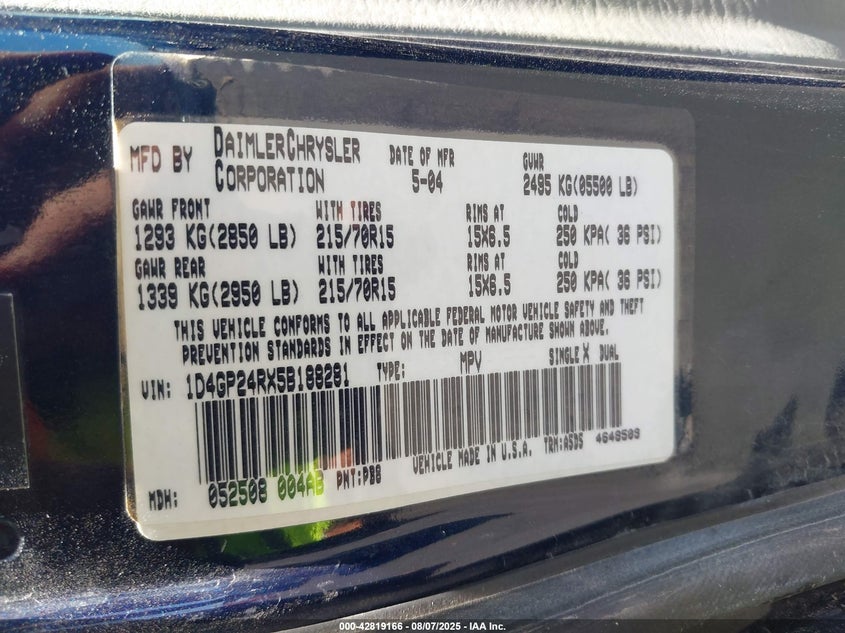 MFD BY DAIMLERCHRYSLER CORPORATION DATE OF MFR 5-04 GVWR 2495 KG(05500 LB)
GAWR FRONT WITH TIRES RIMS AT COLD
1293 KG(2850 LB) 215/70R15 15X6.5 250 KPA( 36 PSI)
GAWR REAR WITH TIRES RIMS AT COLD
1339 KG(2950 LB) 215/70R15 15X6.5 250 KPA( 36 PSI)
THIS VEHICLE CONFORMS TO ALL APPLICABLE FEDERAL MOTOR VEHICLE SAFETY AND THEFT
PREVENTION STANDARDS IN EFFECT ON THE DATE OF MANUFACTURE SHOWN ABOVE.
VIN: 1D4GP24RX5B188281 TYPE: MPV SINGLE X DUAL
MDH: 052508 004AB PNT:PB8 VEHICLE MADE IN U.S.A. TRM:ASD5 4648509
000-42819166 - 08/07/2025 - IAA Inc.